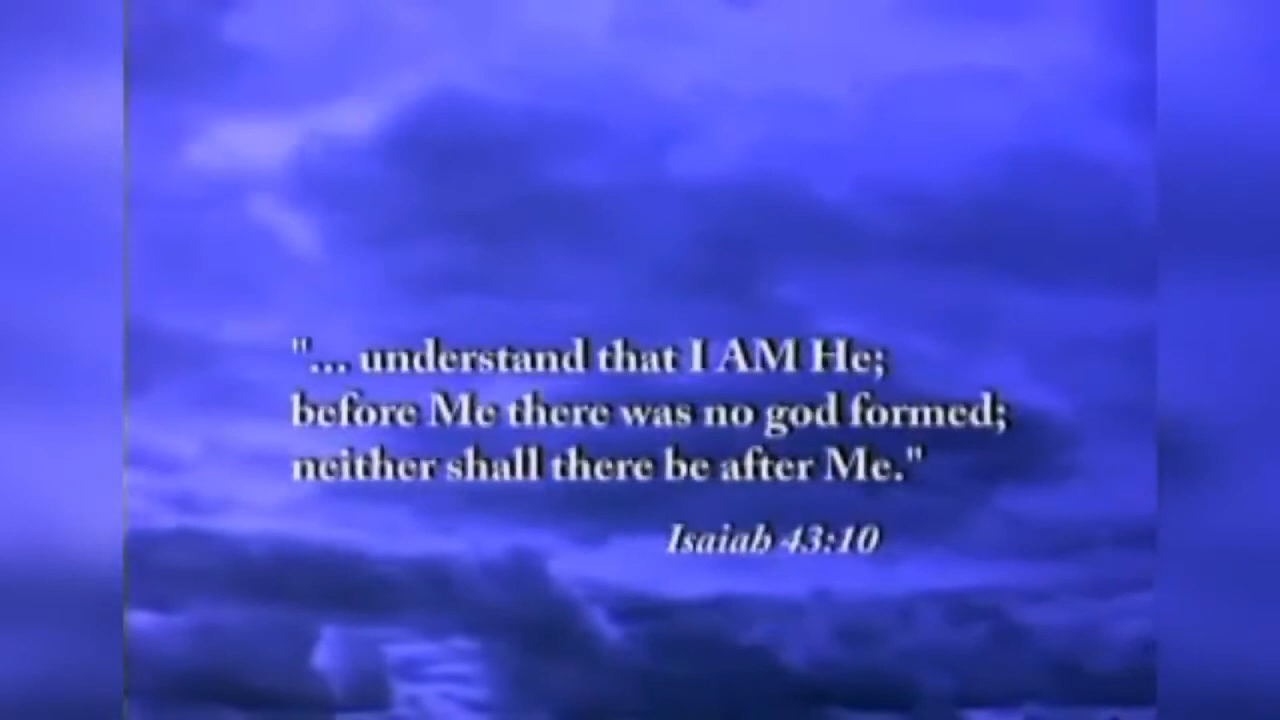 "... understand that I AM He;
before Me there was no god formed;
neither shall there be after Me."
Isaiah 43:10